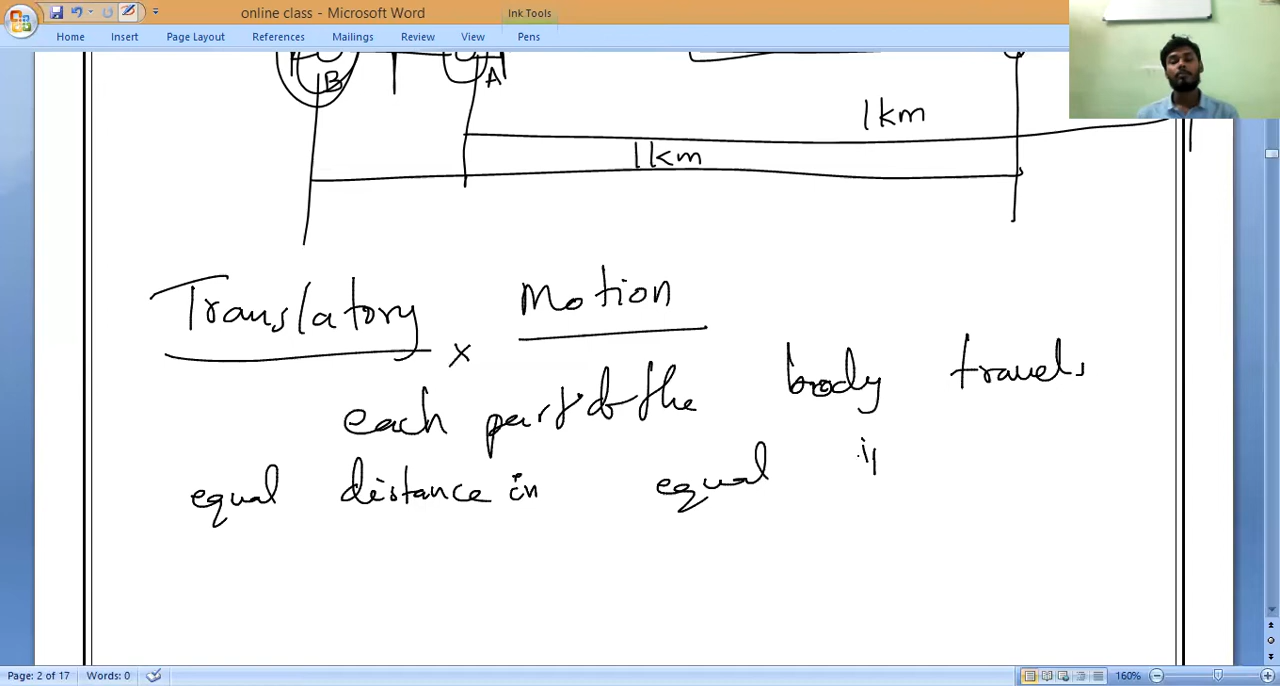 online class - Microsoft Word
Ink Tools
Home Insert Page Layout References Mailings Review View Pens
B A
1km
1km
Translatory Motion
each part of the body travels
equal distance in equal
Page: 2 of 17 Words: 0 160%